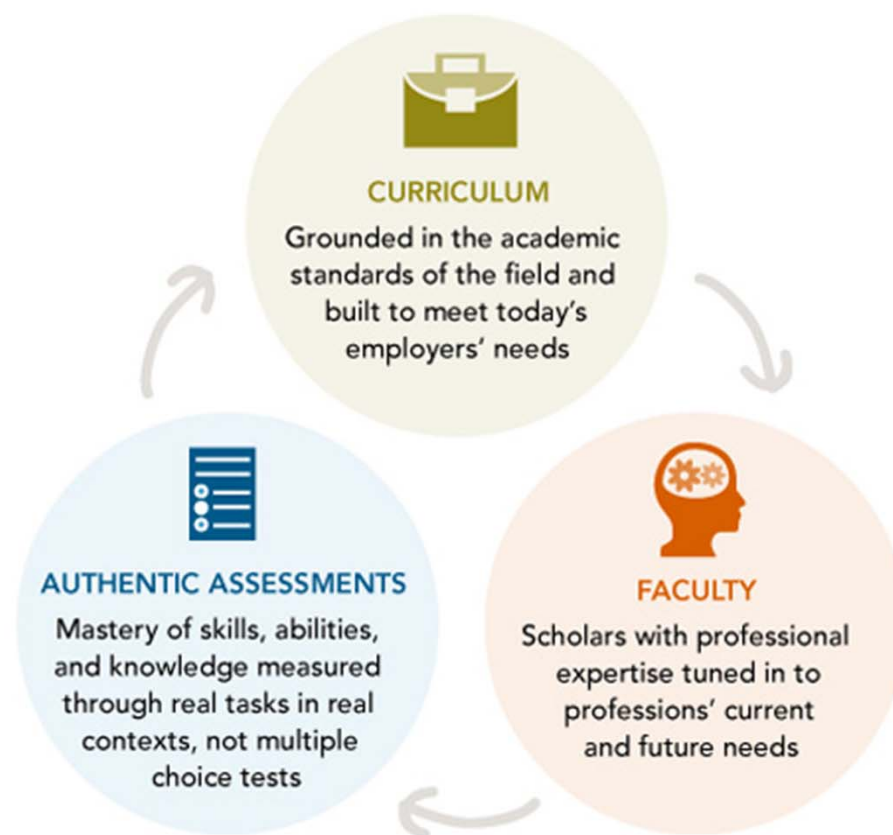 CURRICULUM
Grounded in the academic
standards of the field and
built to meet today’s
employers’ needs
AUTHENTIC ASSESSMENTS
Mastery of skills, abilities,
and knowledge measured
through real tasks in real
contexts, not multiple
choice tests
FACULTY
Scholars with professional
expertise tuned in to
professions’ current
and future needs